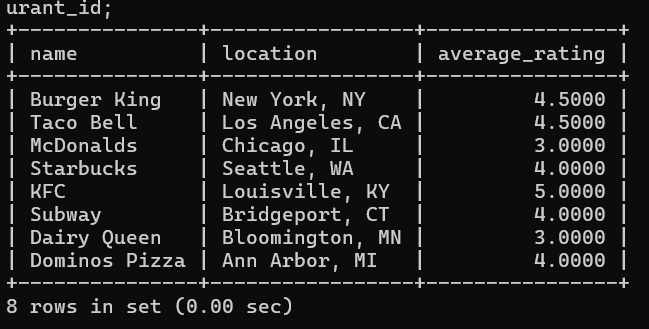 urant_id;
+---------------+-----------------+----------------+
| name          | location        | average_rating |
+---------------+-----------------+----------------+
| Burger King   | New York, NY    |         4.5000 |
| Taco Bell     | Los Angeles, CA |         4.5000 |
| McDonalds     | Chicago, IL     |         3.0000 |
| Starbucks     | Seattle, WA     |         4.0000 |
| KFC           | Louisville, KY  |         5.0000 |
| Subway        | Bridgeport, CT  |         4.0000 |
| Dairy Queen   | Bloomington, MN |         3.0000 |
| Dominos Pizza | Ann Arbor, MI   |         4.0000 |
+---------------+-----------------+----------------+
8 rows in set (0.00 sec)